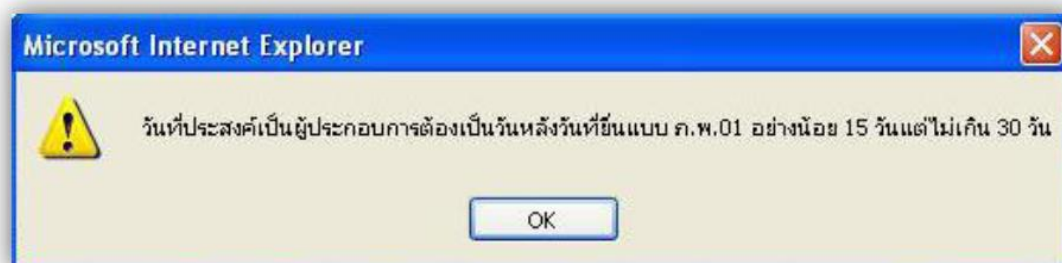 Microsoft Internet Explorer
วันที่ประสงค์เป็นผู้ประกอบการต้องเป็นวันหลังวันที่ยื่นแบบ ภ.พ.01 อย่างน้อย 15 วันแต่ไม่เกิน 30 วัน
OK